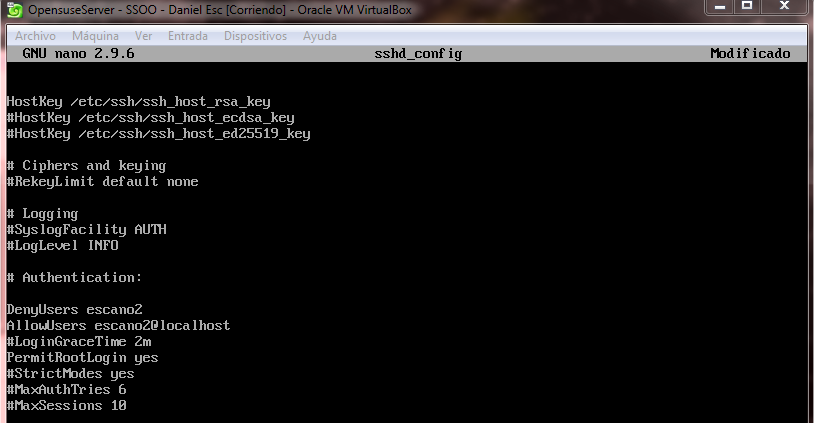 OpensuseServer - SSOO - Daniel Esc [Corriendo] - Oracle VM VirtualBox
Archivo Máquina Ver Entrada Dispositivos Ayuda
GNU nano 2.9.6 sshd_config Modificado
HostKey /etc/ssh/ssh_host_rsa_key
#HostKey /etc/ssh/ssh_host_ecdsa_key
#HostKey /etc/ssh/ssh_host_ed25519_key
# Ciphers and keying
#RekeyLimit default none
# Logging
#SyslogFacility AUTH
#LogLevel INFO
# Authentication:
DenyUsers escano2
AllowUsers escano2@localhost
#LoginGraceTime 2m
PermitRootLogin yes
#StrictModes yes
#MaxAuthTries 6
#MaxSessions 10